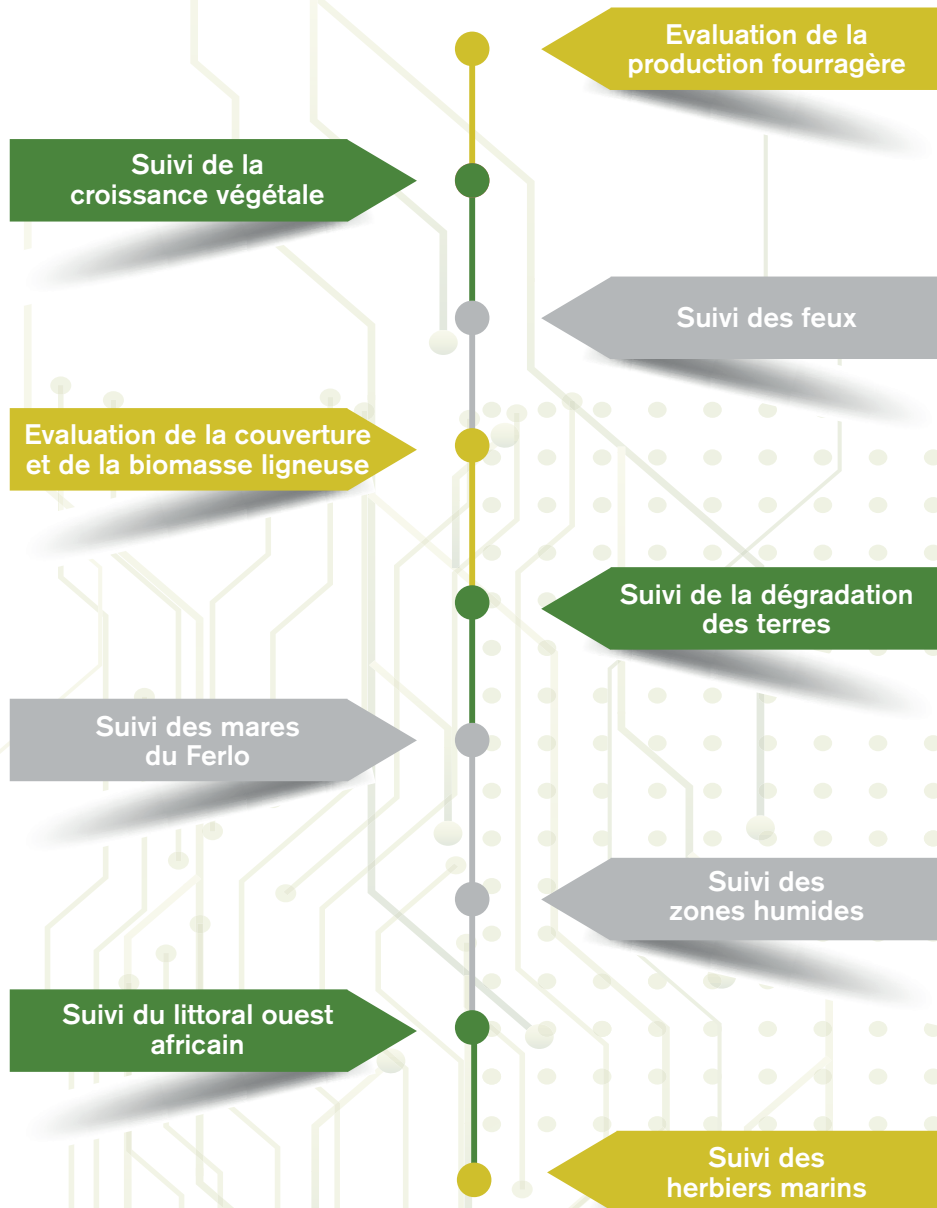 Evaluation de la
production fourragère
Suivi de la
croissance végétale
Suivi des feux
Evaluation de la couverture
et de la biomasse ligneuse
Suivi de la dégradation
des terres
Suivi des mares
du Ferlo
Suivi des
zones humides
Suivi du littoral ouest
africain
Suivi des
herbiers marins